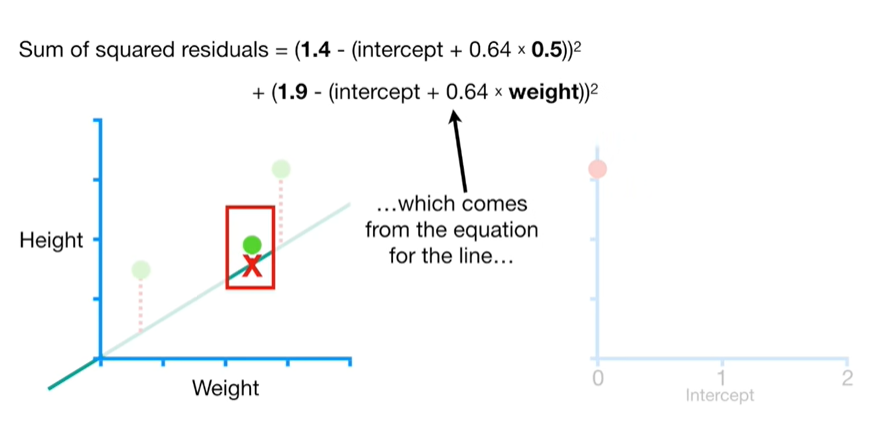 Sum of squared residuals = (1.4 - (intercept + 0.64 × 0.5))²
+ (1.9 - (intercept + 0.64 × weight))²
…which comes
from the equation
for the line…
Height
Weight
0 1 2
Intercept